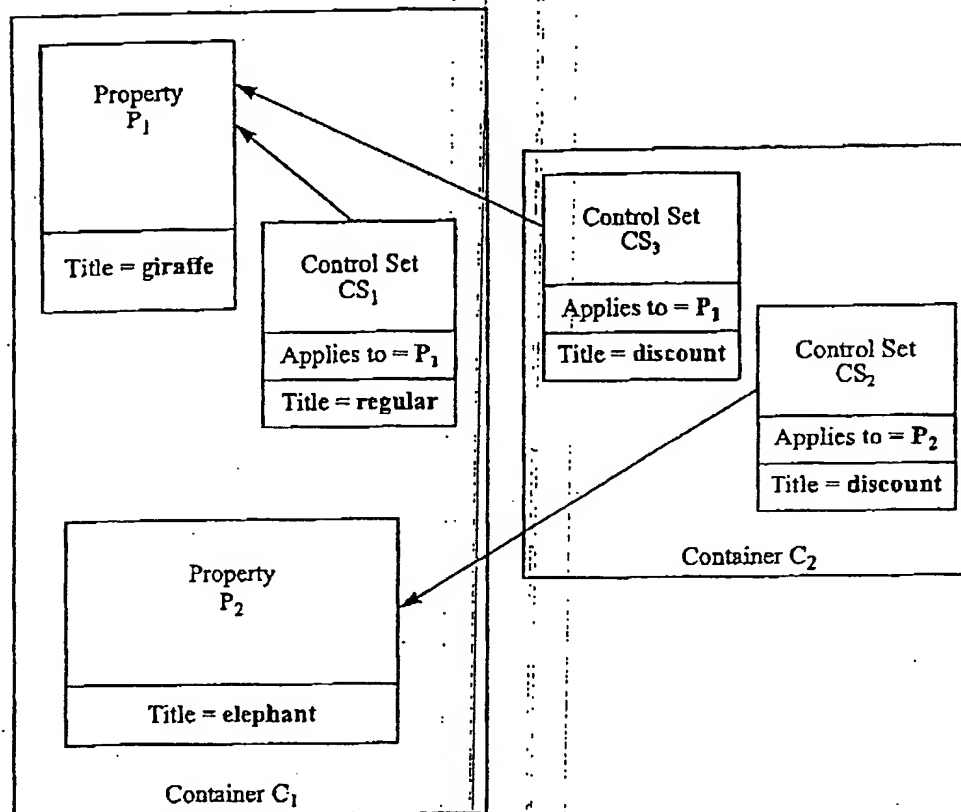 Property
P₁
Title = giraffe
Control Set
CS₁
Applies to = P₁
Title = regular
Property
P₂
Title = elephant
Container C₁
Control Set
CS₃
Applies to = P₁
Title = discount
Control Set
CS₂
Applies to = P₂
Title = discount
Container C₂